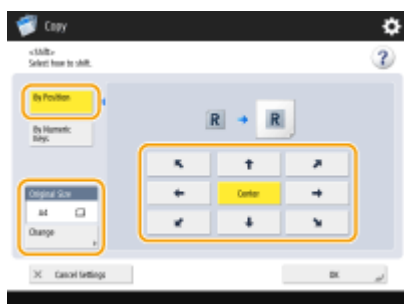 Copy
<Shift>
Select how to shift.
?
By Position
By Numeric
Keys
R
R
Original Size
A4
Change
Center
× Cancel Settings
OK